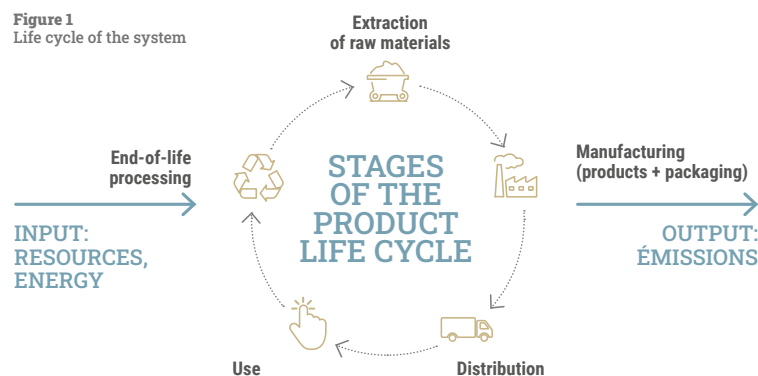 Figure 1
Life cycle of the system
Extraction
of raw materials
End-of-life
processing
Manufacturing
(products + packaging)
STAGES
OF THE
PRODUCT
LIFE CYCLE
INPUT:
RESOURCES,
ENERGY
OUTPUT:
ÉMISSIONS
Use
Distribution